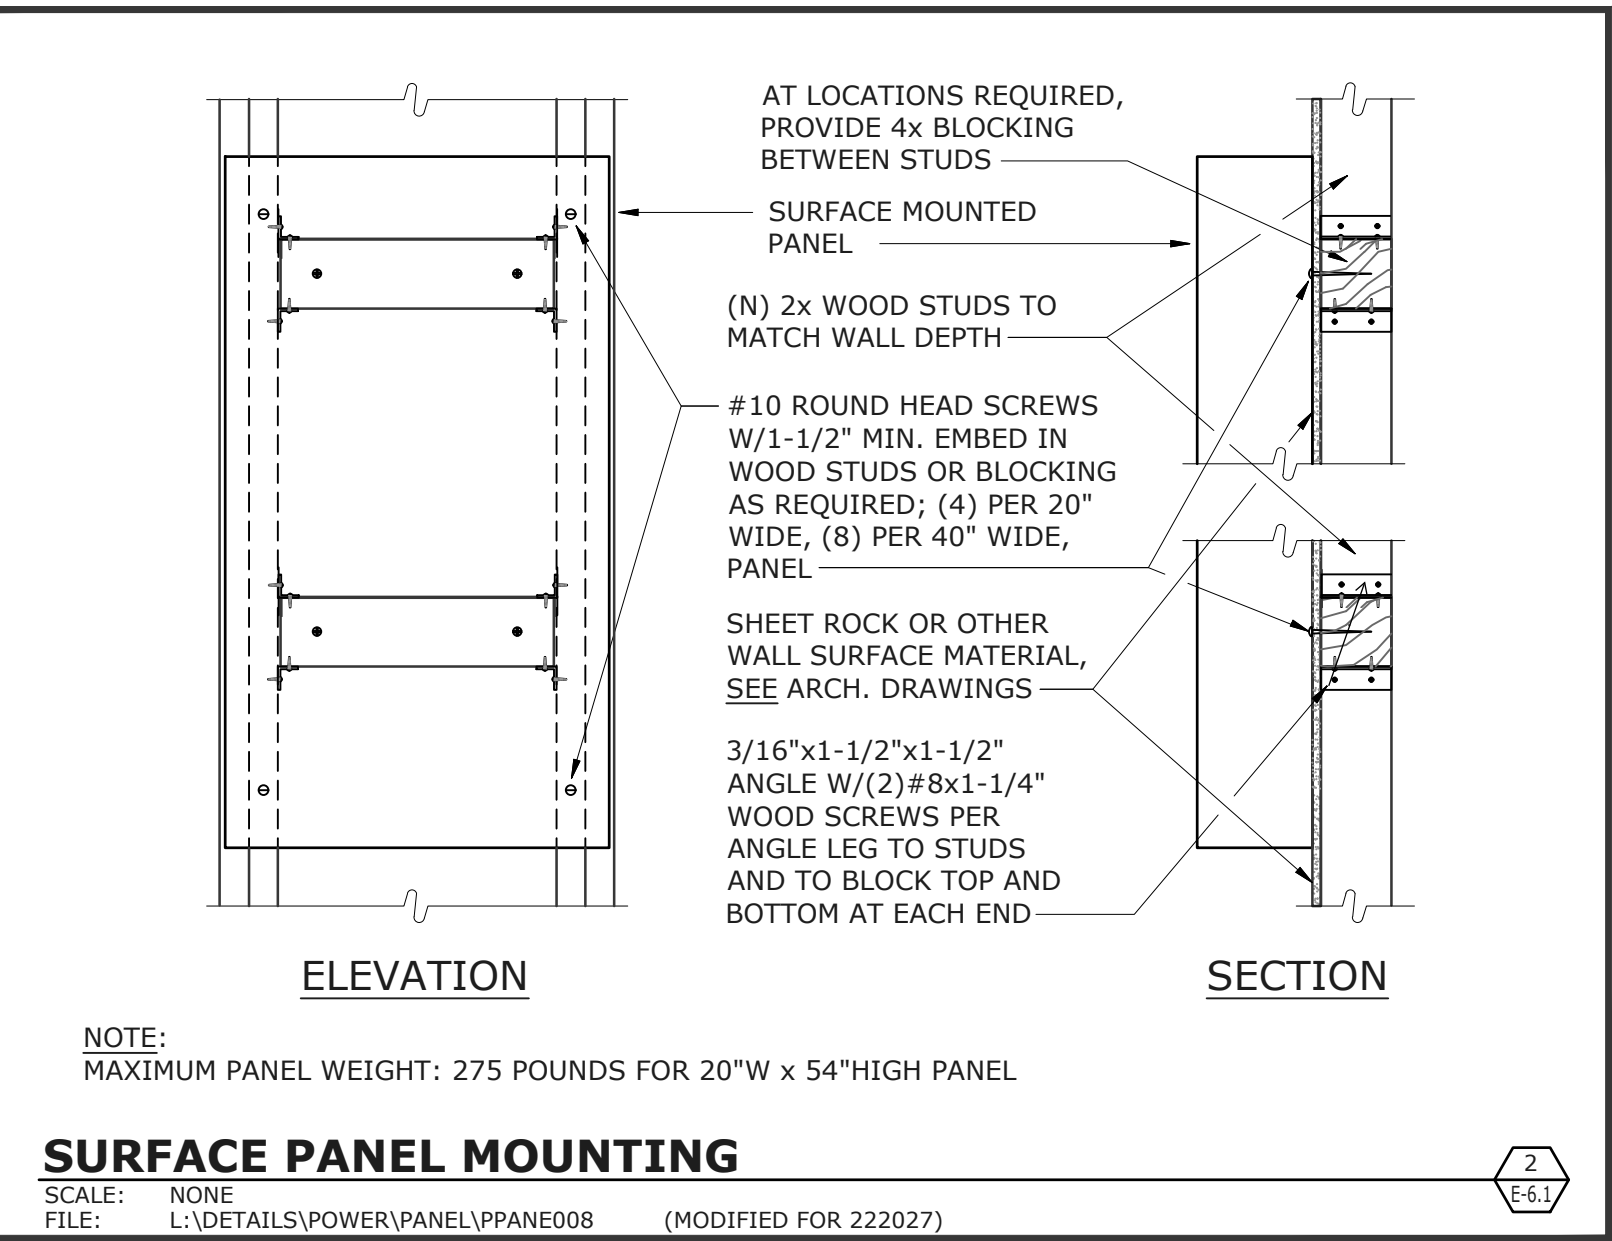 AT LOCATIONS REQUIRED,
PROVIDE 4x BLOCKING
BETWEEN STUDS
SURFACE MOUNTED
PANEL
(N) 2x WOOD STUDS TO
MATCH WALL DEPTH
#10 ROUND HEAD SCREWS
W/1-1/2" MIN. EMBED IN
WOOD STUDS OR BLOCKING
AS REQUIRED; (4) PER 20"
WIDE, (8) PER 40" WIDE,
PANEL
SHEET ROCK OR OTHER
WALL SURFACE MATERIAL,
SEE ARCH. DRAWINGS
3/16"x1-1/2"x1-1/2"
ANGLE W/(2)#8x1-1/4"
WOOD SCREWS PER
ANGLE LEG TO STUDS
AND TO BLOCK TOP AND
BOTTOM AT EACH END
ELEVATION
SECTION
NOTE:
MAXIMUM PANEL WEIGHT: 275 POUNDS FOR 20"W x 54"HIGH PANEL
SURFACE PANEL MOUNTING
2
E-6.1
SCALE: NONE
FILE: L:\DETAILS\POWER\PANEL\PPANE008 (MODIFIED FOR 222027)